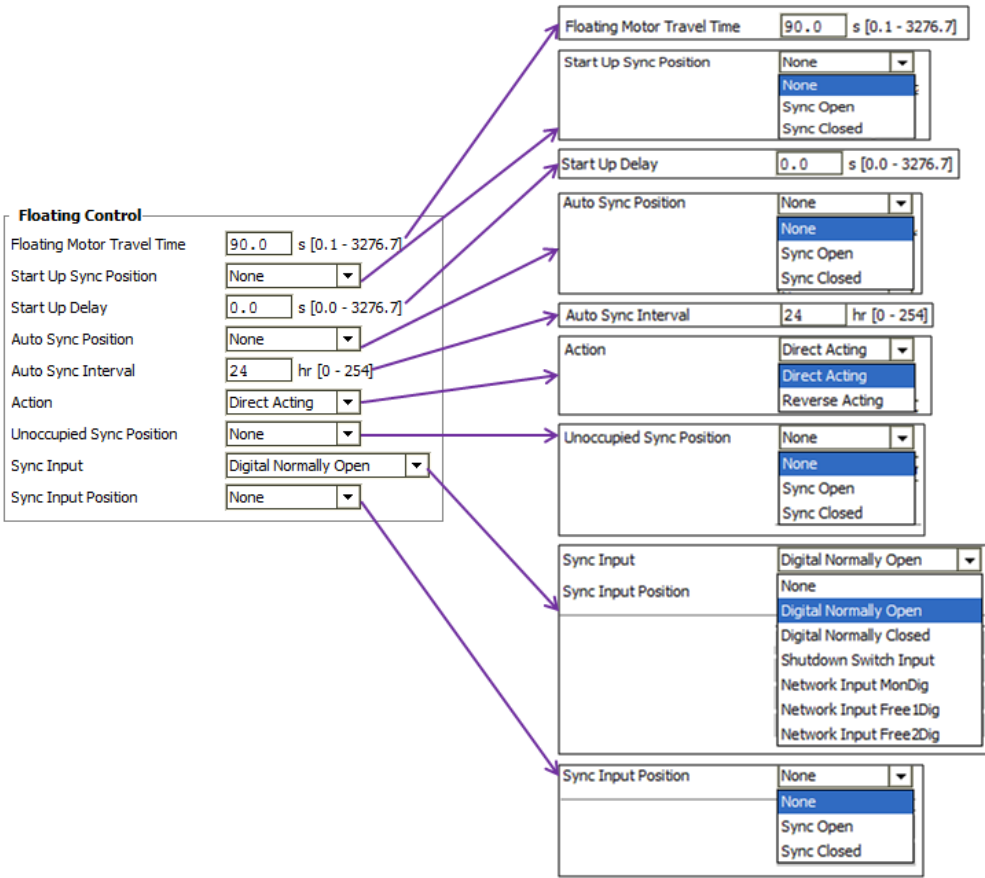 Floating Control
Floating Motor Travel Time 90.0 s [0.1 - 3276.7]
Start Up Sync Position None
Start Up Delay 0.0 s [0.0 - 3276.7]
Auto Sync Position None
Auto Sync Interval 24 hr [0 - 254]
Action Direct Acting
Unoccupied Sync Position None
Sync Input Digital Normally Open
Sync Input Position None
Floating Motor Travel Time 90.0 s [0.1 - 3276.7]
Start Up Sync Position None
None
Sync Open
Sync Closed
Start Up Delay 0.0 s [0.0 - 3276.7]
Auto Sync Position None
None
Sync Open
Sync Closed
Auto Sync Interval 24 hr [0 - 254]
Action Direct Acting
Direct Acting
Reverse Acting
Unoccupied Sync Position None
None
Sync Open
Sync Closed
Sync Input Digital Normally Open
Sync Input Position None
Digital Normally Open
Digital Normally Closed
Shutdown Switch Input
Network Input MonDig
Network Input Free1Dig
Network Input Free2Dig
Sync Input Position None
None
Sync Open
Sync Closed